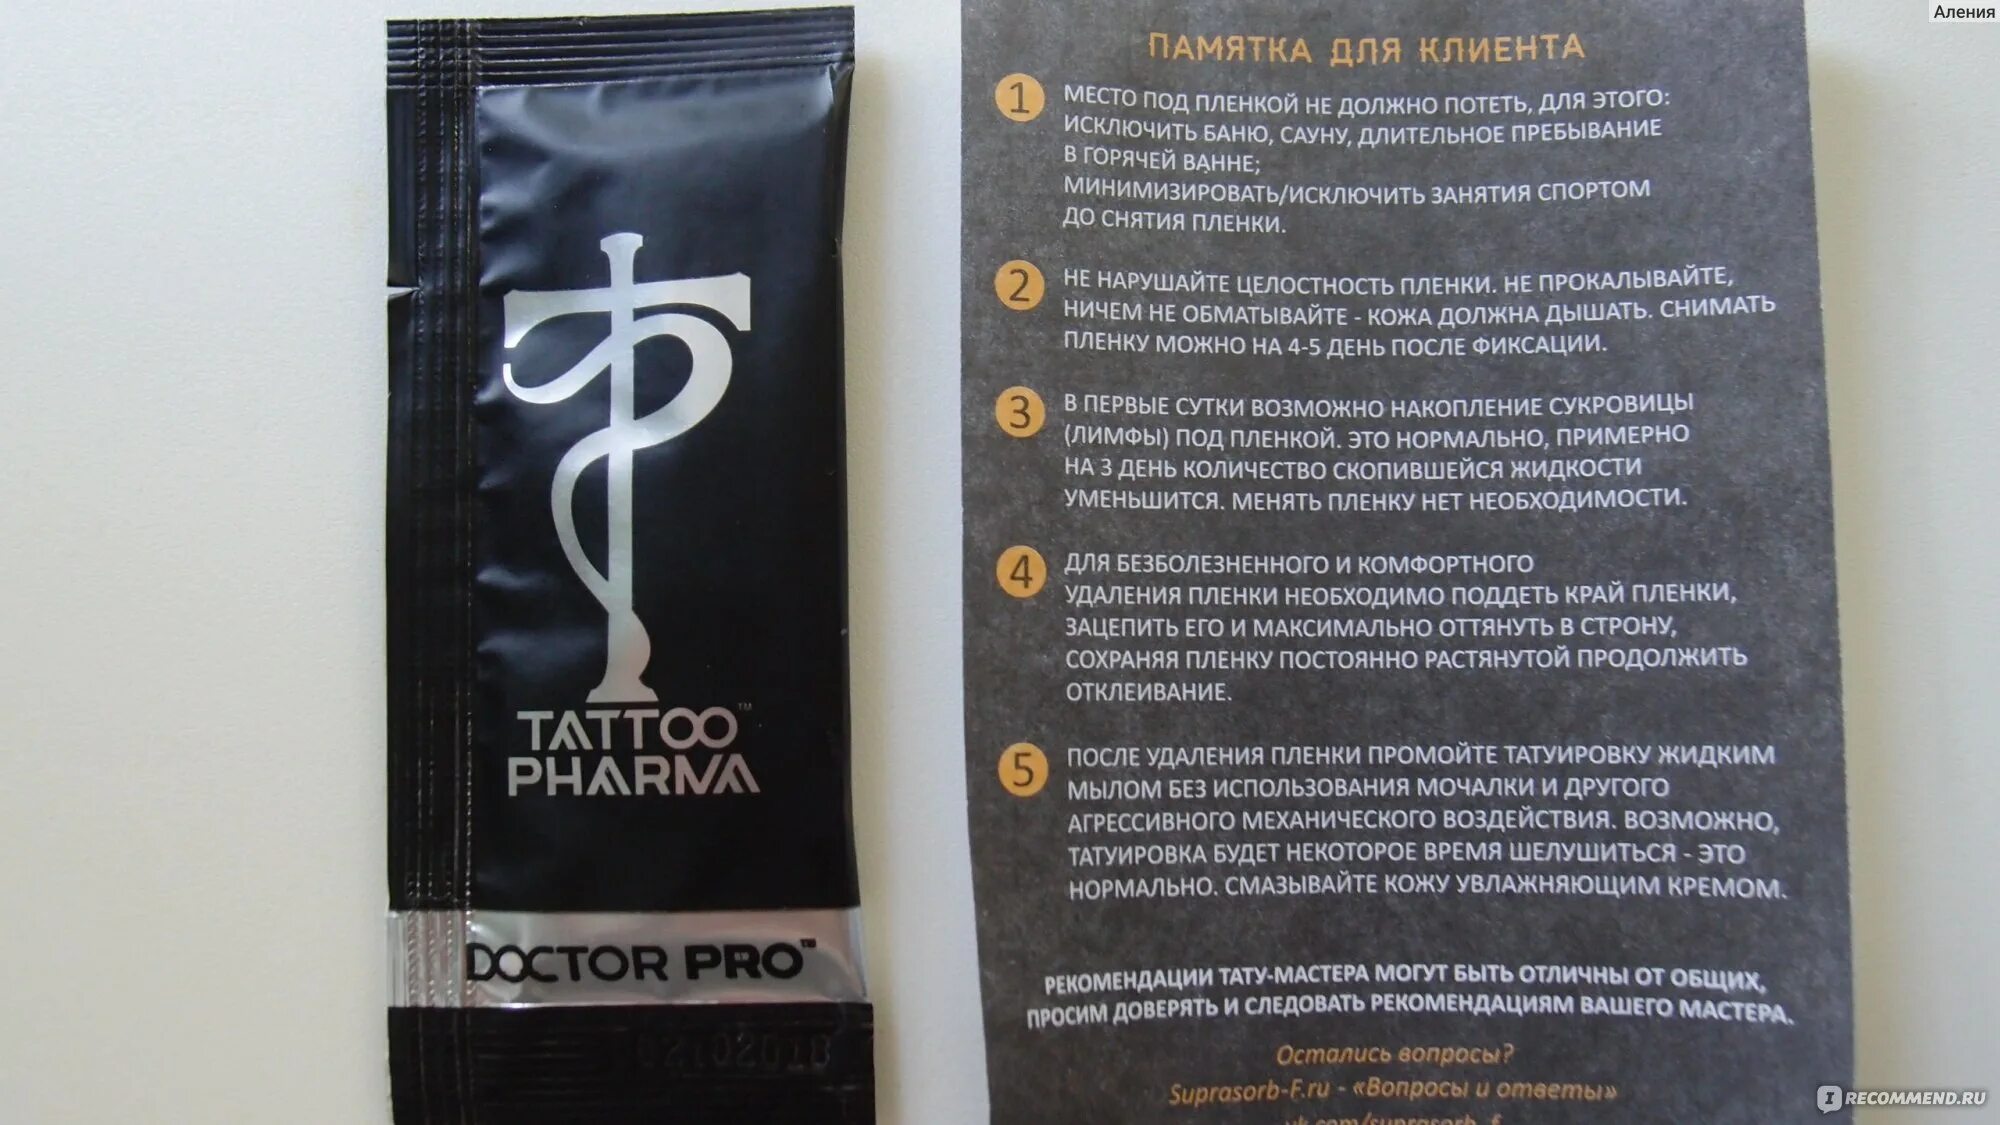 Аления
TATTOO™
PHARMA
DOCTOR PRO™
02102018
ПАМЯТКА ДЛЯ КЛИЕНТА
1 МЕСТО ПОД ПЛЕНКОЙ НЕ ДОЛЖНО ПОТЕТЬ, ДЛЯ ЭТОГО:
ИСКЛЮЧИТЬ БАНЮ, САУНУ, ДЛИТЕЛЬНОЕ ПРЕБЫВАНИЕ
В ГОРЯЧЕЙ ВАННЕ;
МИНИМИЗИРОВАТЬ/ИСКЛЮЧИТЬ ЗАНЯТИЯ СПОРТОМ
ДО СНЯТИЯ ПЛЕНКИ.
2 НЕ НАРУШАЙТЕ ЦЕЛОСТНОСТЬ ПЛЕНКИ. НЕ ПРОКАЛЫВАЙТЕ,
НИЧЕМ НЕ ОБМАТЫВАЙТЕ - КОЖА ДОЛЖНА ДЫШАТЬ. СНИМАТЬ
ПЛЕНКУ МОЖНО НА 4-5 ДЕНЬ ПОСЛЕ ФИКСАЦИИ.
3 В ПЕРВЫЕ СУТКИ ВОЗМОЖНО НАКОПЛЕНИЕ СУКРОВИЦЫ
(ЛИМФЫ) ПОД ПЛЕНКОЙ. ЭТО НОРМАЛЬНО, ПРИМЕРНО
НА 3 ДЕНЬ КОЛИЧЕСТВО СКОПИВШЕЙСЯ ЖИДКОСТИ
УМЕНЬШИТСЯ. МЕНЯТЬ ПЛЕНКУ НЕТ НЕОБХОДИМОСТИ.
4 ДЛЯ БЕЗБОЛЕЗНЕННОГО И КОМФОРТНОГО
УДАЛЕНИЯ ПЛЕНКИ НЕОБХОДИМО ПОДДЕТЬ КРАЙ ПЛЕНКИ,
ЗАЦЕПИТЬ ЕГО И МАКСИМАЛЬНО ОТТЯНУТЬ В СТРОНУ,
СОХРАНЯЯ ПЛЕНКУ ПОСТОЯННО РАСТЯНУТОЙ ПРОДОЛЖИТЬ
ОТКЛЕИВАНИЕ.
5 ПОСЛЕ УДАЛЕНИЯ ПЛЕНКИ ПРОМОЙТЕ ТАТУИРОВКУ ЖИДКИМ
МЫЛОМ БЕЗ ИСПОЛЬЗОВАНИЯ МОЧАЛКИ И ДРУГОГО
АГРЕССИВНОГО МЕХАНИЧЕСКОГО ВОЗДЕЙСТВИЯ. ВОЗМОЖНО,
ТАТУИРОВКА БУДЕТ НЕКОТОРОЕ ВРЕМЯ ШЕЛУШИТЬСЯ - ЭТО
НОРМАЛЬНО. СМАЗЫВАЙТЕ КОЖУ УВЛАЖНЯЮЩИМ КРЕМОМ.
РЕКОМЕНДАЦИИ ТАТУ-МАСТЕРА МОГУТ БЫТЬ ОТЛИЧНЫ ОТ ОБЩИХ,
ПРОСИМ ДОВЕРЯТЬ И СЛЕДОВАТЬ РЕКОМЕНДАЦИЯМ ВАШЕГО МАСТЕРА.
Остались вопросы?
Suprasorb-F.ru - «Вопросы и ответы»
vk.com/suprasorb_f
I RECOMMEND.RU